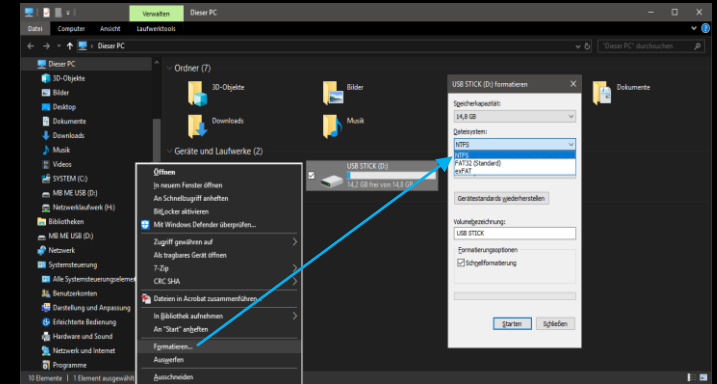 Verwalten
Dieser PC
Datei
Computer
Ansicht
Laufwerktools
Dieser PC
"Dieser PC" durchsuchen
Dieser PC
3D-Objekte
Bilder
Desktop
Dokumente
Downloads
Musik
Videos
SYSTEM (C:)
MB ME USB (D:)
Netzwerklaufwerk (H:)
Bibliotheken
MB ME USB (D:)
Netzwerk
Systemsteuerung
Alle Systemsteuerungselemen
Benutzerkonten
Darstellung und Anpassung
Erleichterte Bedienung
Hardware und Sound
Netzwerk und Internet
Programme
10 Elemente
1 Element ausgewählt
Ordner (7)
3D-Objekte
Bilder
Dokumente
Downloads
Musik
Geräte und Laufwerke (2)
USB STICK (D:)
14,2 GB frei von 14,8 GB
Öffnen
In neuem Fenster öffnen
An Schnellzugriff anheften
BitLocker aktivieren
Mit Windows Defender überprüfen...
Zugriff gewähren auf
Als tragbares Gerät öffnen
7-Zip
CRC SHA
Dateien in Acrobat zusammenführen...
In Bibliothek aufnehmen
An "Start" anheften
Formatieren...
Auswerfen
Ausschneiden
USB STICK (D:) formatieren
Speicherkapazität:
14,8 GB
Dateisystem:
NTFS
NTFS
FAT32 (Standard)
exFAT
Gerätestandards wiederherstellen
Volumebezeichnung:
USB STICK
Formatierungsoptionen
Schnellformatierung
Starten
Schließen